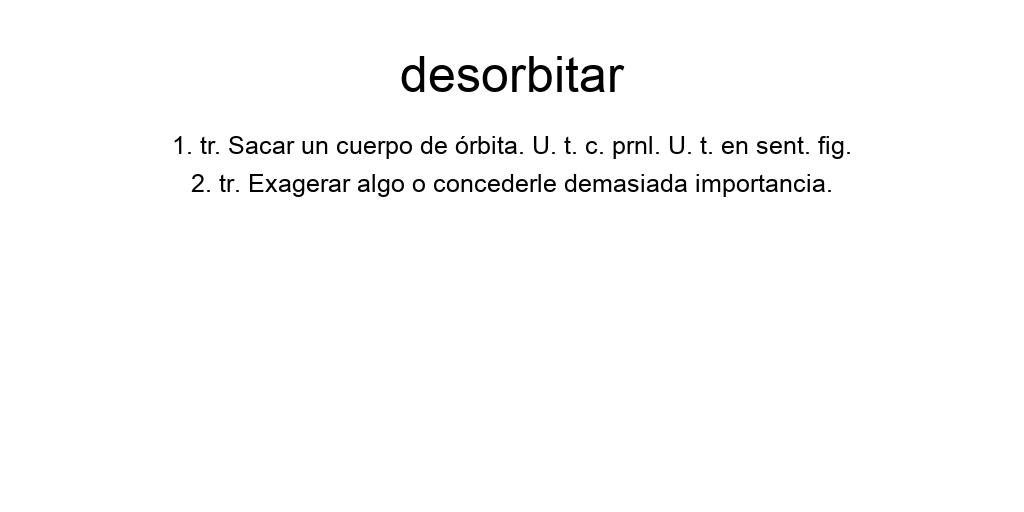 desorbitar
1. tr. Sacar un cuerpo de órbita. U. t. c. prnl. U. t. en sent. fig.
2. tr. Exagerar algo o concederle demasiada importancia.